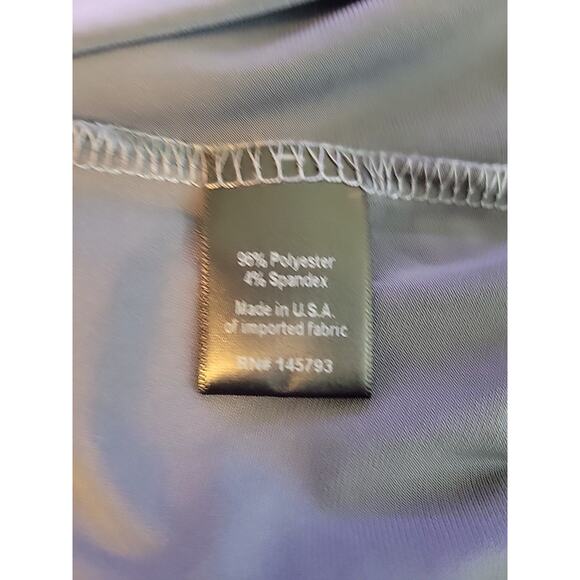 96% Polyester
4% Spandex
Made in U.S.A.
of imported fabric
RN# 145793